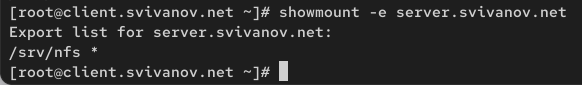 [root@client.svivanov.net ~]# showmount -e server.svivanov.net
Export list for server.svivanov.net:
/srv/nfs *
[root@client.svivanov.net ~]#